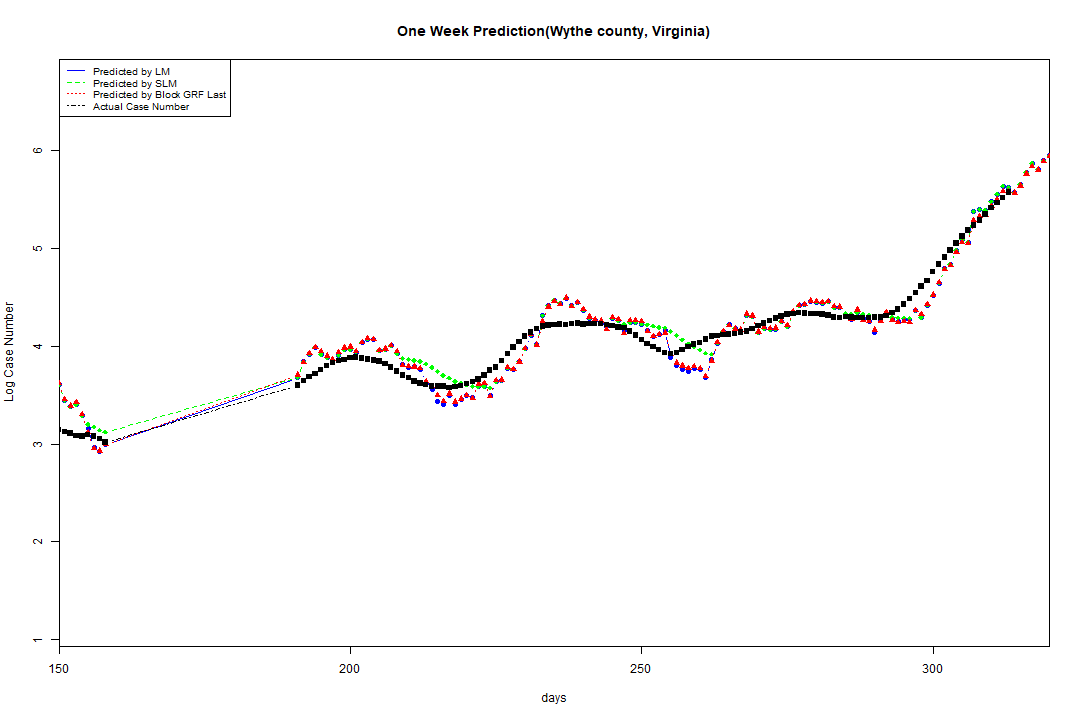 One Week Prediction(Wythe county, Virginia)
Predicted by LM
Predicted by SLM
Predicted by Block GRF Last
Actual Case Number
6
5
4
3
2
1
Log Case Number
150 200 250 300
days